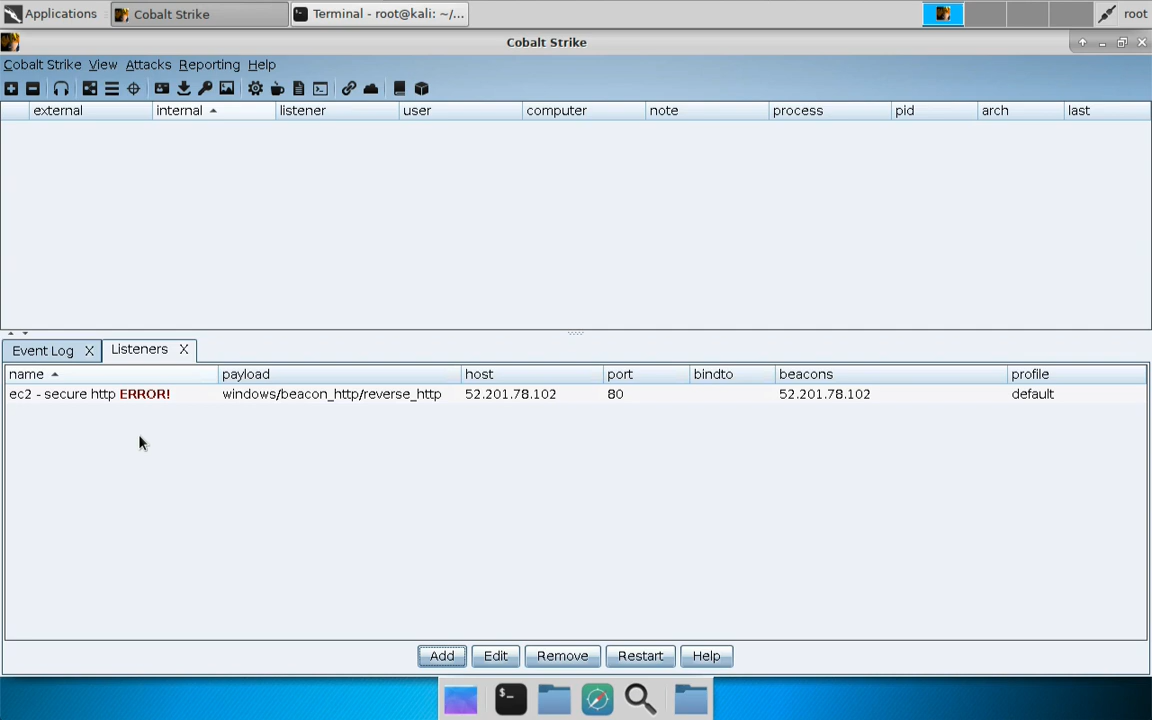 Applications Cobalt Strike Terminal - root@kali: ~/... root
Cobalt Strike
Cobalt Strike View Attacks Reporting Help
external internal listener user computer note process pid arch last
Event Log X Listeners X
name payload host port bindto beacons profile
ec2 - secure http ERROR! windows/beacon_http/reverse_http 52.201.78.102 80 52.201.78.102 default
Add Edit Remove Restart Help